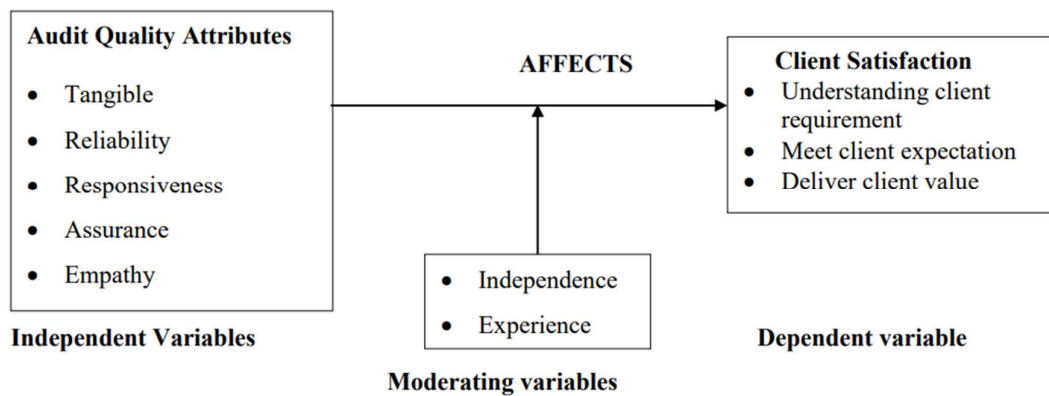 Audit Quality Attributes
• Tangible
• Reliability
• Responsiveness
• Assurance
• Empathy
Independent Variables
AFFECTS
• Independence
• Experience
Moderating variables
Client Satisfaction
• Understanding client
requirement
• Meet client expectation
• Deliver client value
Dependent variable